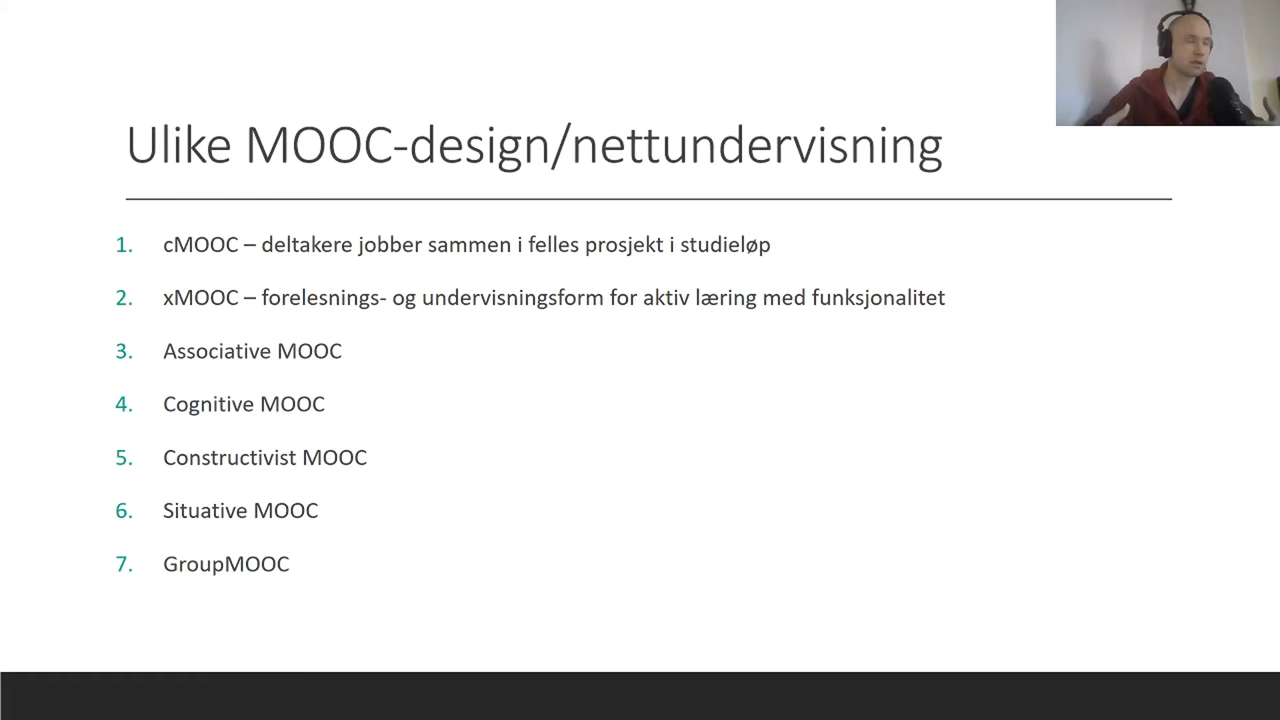 Ulike MOOC-design/nettundervisning
1. cMOOC – deltakere jobber sammen i felles prosjekt i studieløp
2. xMOOC – forelesnings- og undervisningsform for aktiv læring med funksjonalitet
3. Associative MOOC
4. Cognitive MOOC
5. Constructivist MOOC
6. Situative MOOC
7. GroupMOOC